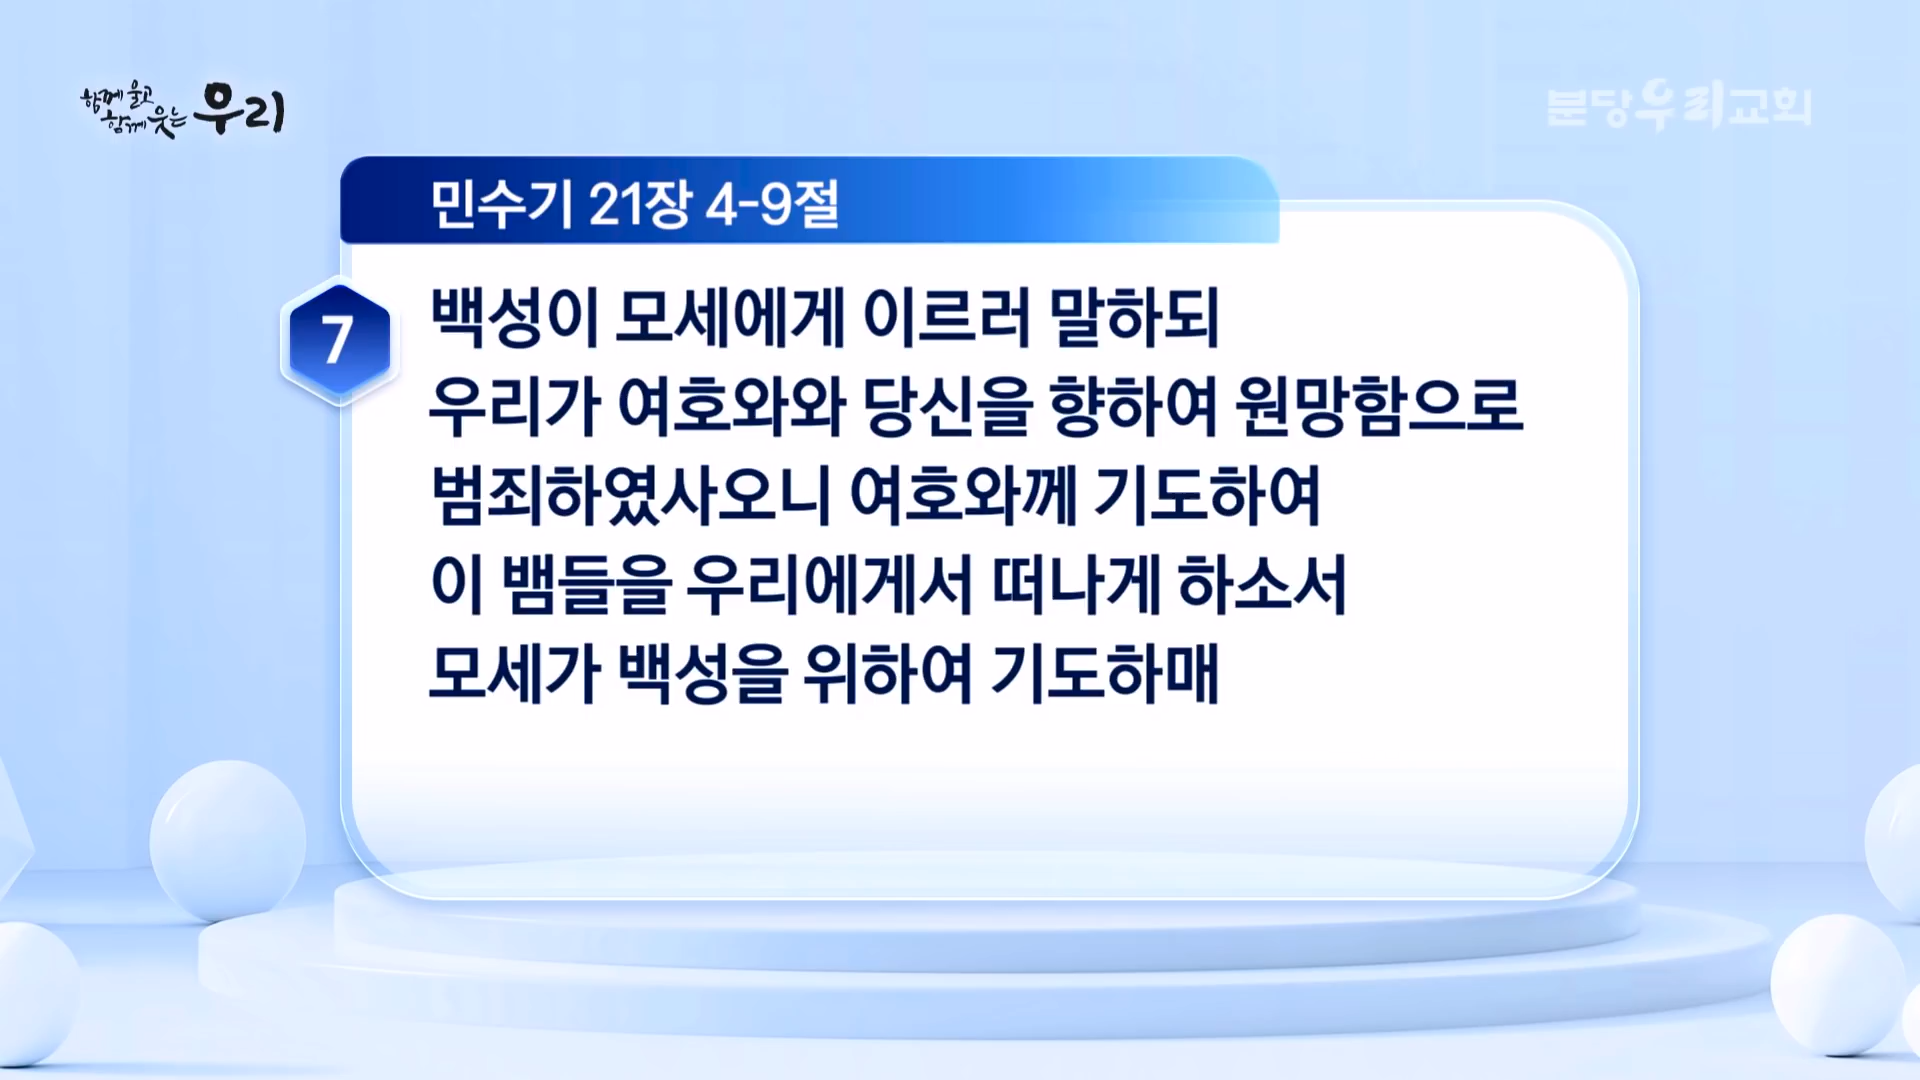 함께 울고
함께 웃는 우리
분당우리교회
민수기 21장 4-9절
7
백성이 모세에게 이르러 말하되
우리가 여호와와 당신을 향하여 원망함으로
범죄하였사오니 여호와께 기도하여
이 뱀들을 우리에게서 떠나게 하소서
모세가 백성을 위하여 기도하매